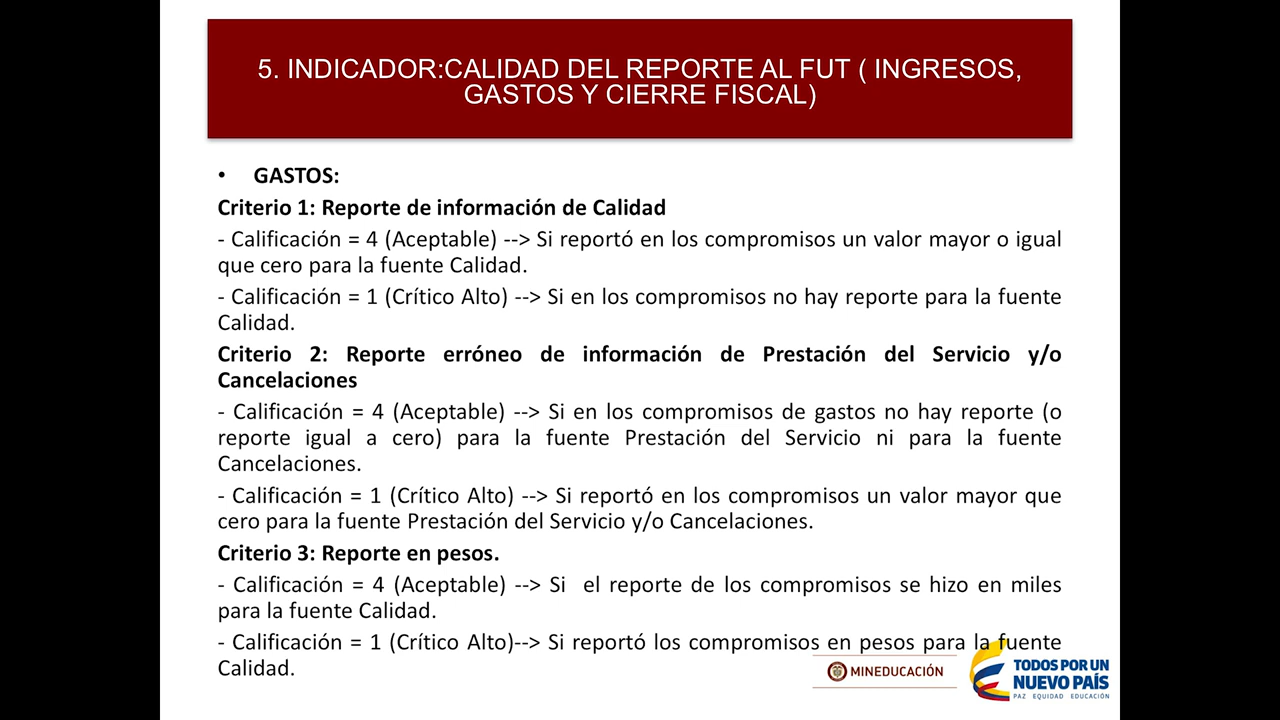 5. INDICADOR:CALIDAD DEL REPORTE AL FUT ( INGRESOS,
GASTOS Y CIERRE FISCAL)
• GASTOS:
Criterio 1: Reporte de información de Calidad
- Calificación = 4 (Aceptable) --> Si reportó en los compromisos un valor mayor o igual
que cero para la fuente Calidad.
- Calificación = 1 (Crítico Alto) --> Si en los compromisos no hay reporte para la fuente
Calidad.
Criterio 2: Reporte erróneo de información de Prestación del Servicio y/o
Cancelaciones
- Calificación = 4 (Aceptable) --> Si en los compromisos de gastos no hay reporte (o
reporte igual a cero) para la fuente Prestación del Servicio ni para la fuente
Cancelaciones.
- Calificación = 1 (Crítico Alto) --> Si reportó en los compromisos un valor mayor que
cero para la fuente Prestación del Servicio y/o Cancelaciones.
Criterio 3: Reporte en pesos.
- Calificación = 4 (Aceptable) --> Si el reporte de los compromisos se hizo en miles
para la fuente Calidad.
- Calificación = 1 (Crítico Alto)--> Si reportó los compromisos en pesos para la fuente
Calidad.
MINEDUCACIÓN
TODOS POR UN
NUEVO PAÍS
PAZ EQUIDAD EDUCACIÓN